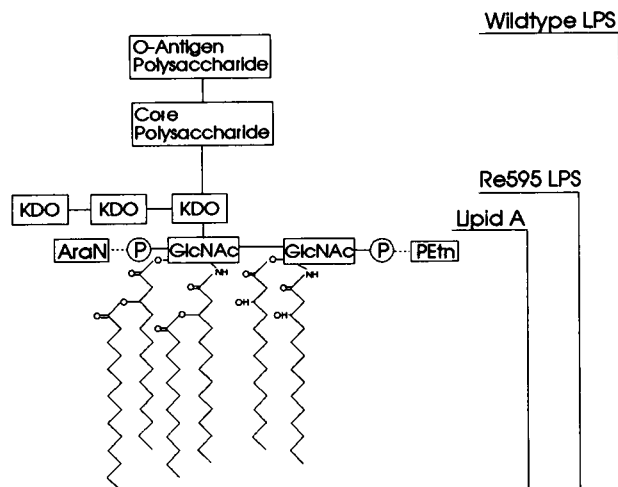 Wildtype LPS
O-Antigen
Polysaccharide
Core
Polysaccharide
Re595 LPS
KDO KDO KDO
Lipid A
AraN P GlcNAc GlcNAc P PEtn
O O NH O O NH
O O O O
O O OH OH